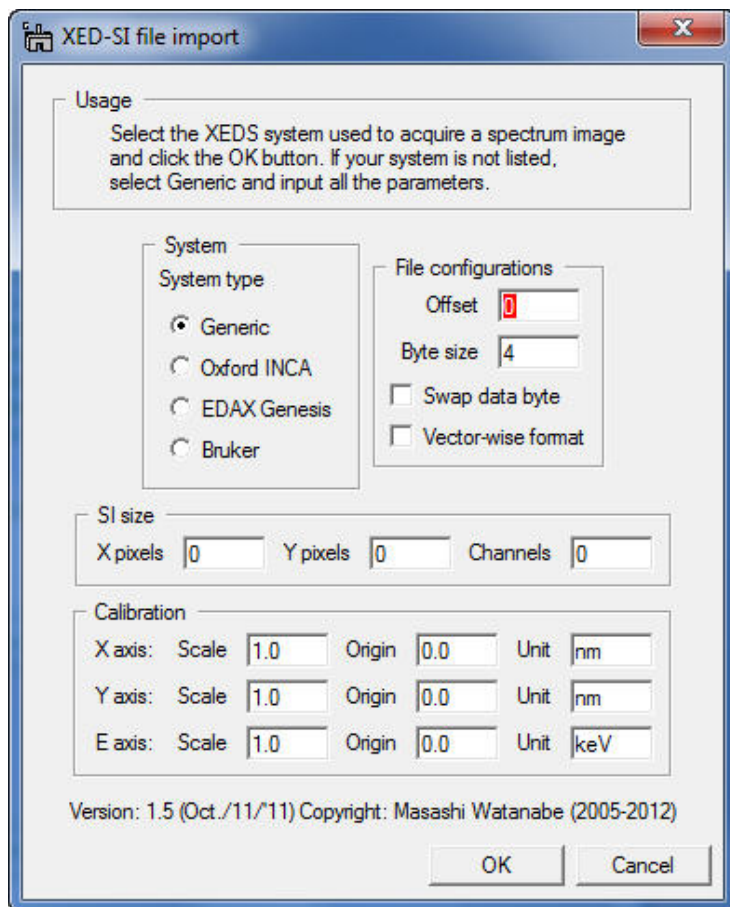 XED-SI file import
Usage
Select the XEDS system used to acquire a spectrum image
and click the OK button. If your system is not listed,
select Generic and input all the parameters.
System
System type
Generic
Oxford INCA
EDAX Genesis
Bruker
File configurations
Offset 0
Byte size 4
Swap data byte
Vector-wise format
SI size
X pixels 0 Y pixels 0 Channels 0
Calibration
X axis: Scale 1.0 Origin 0.0 Unit nm
Y axis: Scale 1.0 Origin 0.0 Unit nm
E axis: Scale 1.0 Origin 0.0 Unit keV
Version: 1.5 (Oct./11/'11) Copyright: Masashi Watanabe (2005-2012)
OK Cancel